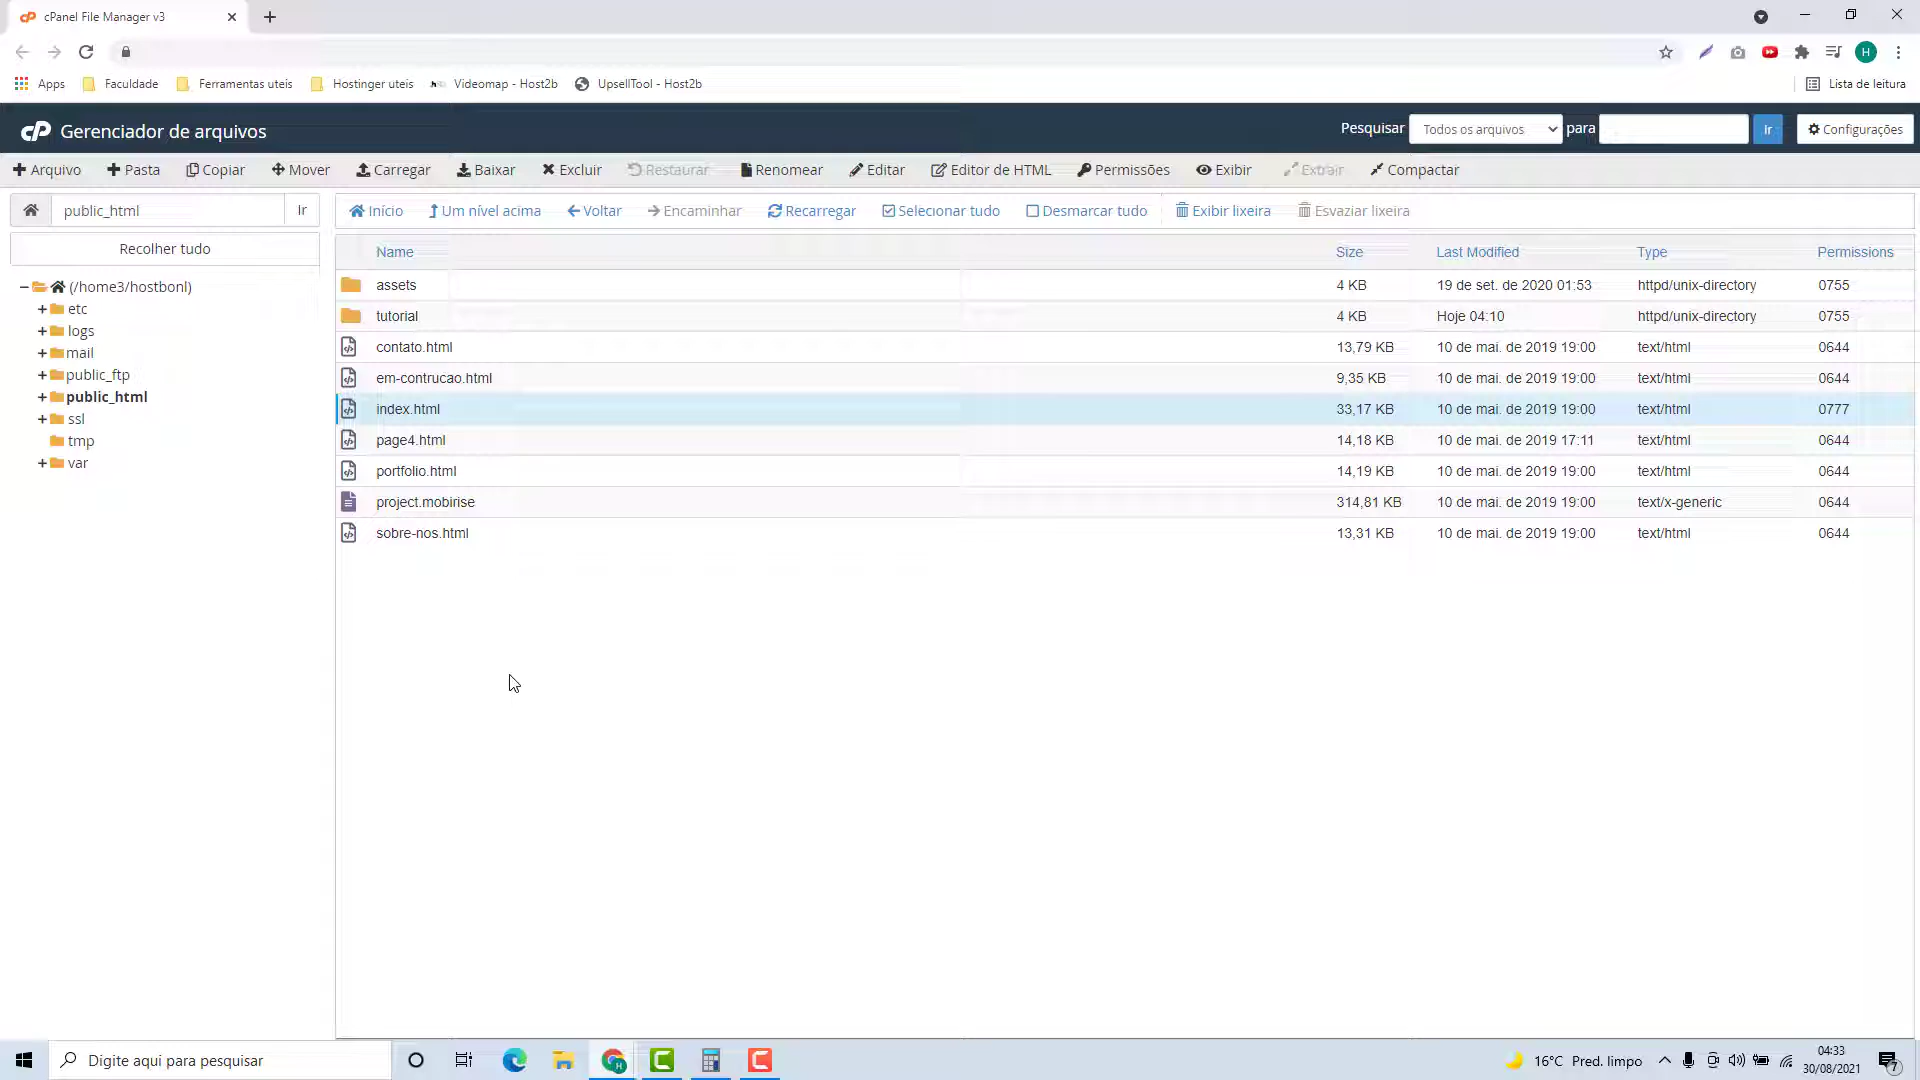 cPanel File Manager v3
H
Apps Faculdade Ferramentas uteis Hostinger uteis Videomap - Host2b UpsellTool - Host2b Lista de leitura
cP Gerenciador de arquivos Pesquisar Todos os arquivos para Ir Configurações
Arquivo Pasta Copiar Mover Carregar Baixar Excluir Restaurar Renomear Editar Editor de HTML Permissões Exibir Extrair Compactar
public_html Ir Início Um nível acima Voltar Encaminhar Recarregar Selecionar tudo Desmarcar tudo Exibir lixeira Esvaziar lixeira
Recolher tudo
(/home3/hostbonl)
etc
logs
mail
public_ftp
public_html
ssl
tmp
var
Name Size Last Modified Type Permissions
assets 4 KB 19 de set. de 2020 01:53 httpd/unix-directory 0755
tutorial 4 KB Hoje 04:10 httpd/unix-directory 0755
contato.html 13,79 KB 10 de mai. de 2019 19:00 text/html 0644
em-contrucao.html 9,35 KB 10 de mai. de 2019 19:00 text/html 0644
index.html 33,17 KB 10 de mai. de 2019 19:00 text/html 0777
page4.html 14,18 KB 10 de mai. de 2019 17:11 text/html 0644
portfolio.html 14,19 KB 10 de mai. de 2019 19:00 text/html 0644
project.mobirise 314,81 KB 10 de mai. de 2019 19:00 text/x-generic 0644
sobre-nos.html 13,31 KB 10 de mai. de 2019 19:00 text/html 0644
Digite aqui para pesquisar 16°C Pred. limpo 04:33
30/08/2021 7